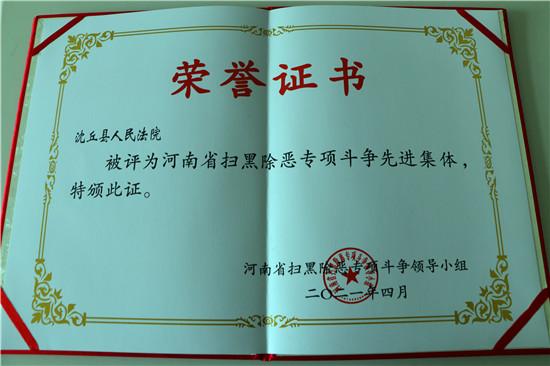 荣誉证书
沈丘县人民法院
被评为河南省扫黑除恶专项斗争先进集体，
特颁此证。
河南省扫黑除恶专项斗争领导小组
二〇二一年四月